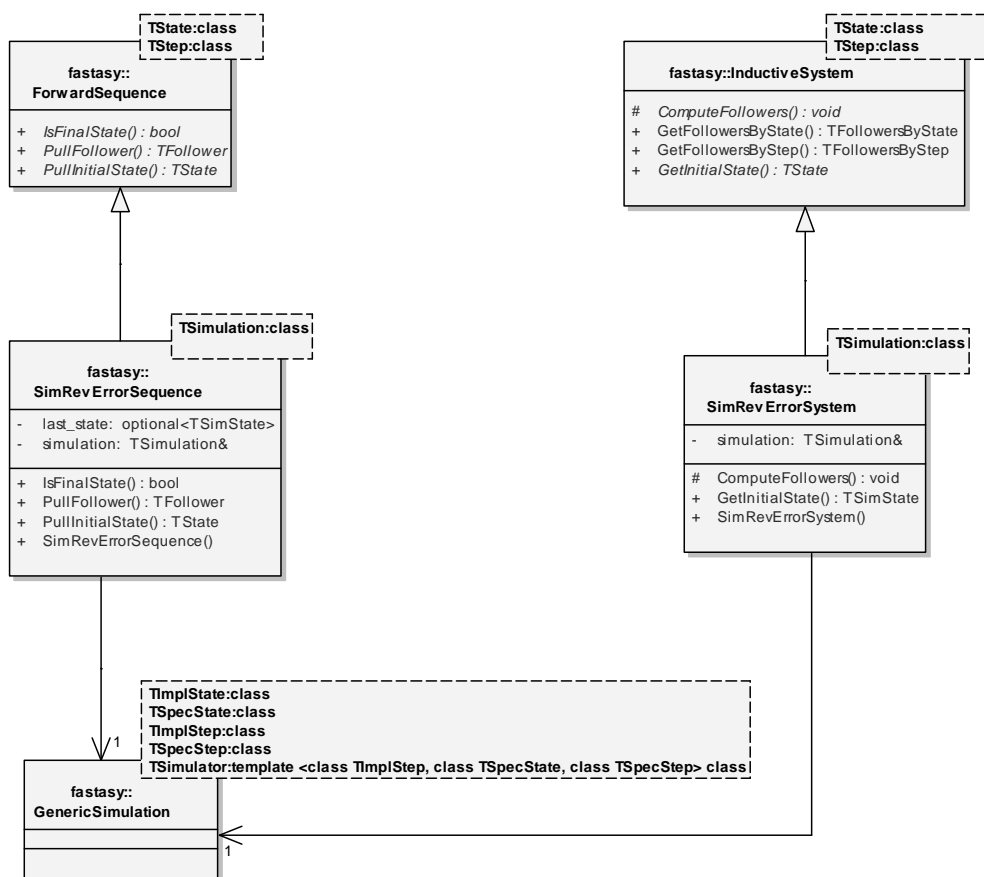 TState:class
TStep:class
fastasy::
ForwardSequence
+ IsFinalState() : bool
+ PullFollower() : TFollower
+ PullInitialState() : TState
TState:class
TStep:class
fastasy::InductiveSystem
# ComputeFollowers() : void
+ GetFollowersByState() : TFollowersByState
+ GetFollowersByStep() : TFollowersByStep
+ GetInitialState() : TState
TSimulation:class
fastasy::
SimRevErrorSequence
- last_state: optional<TSimState>
- simulation: TSimulation&
+ IsFinalState() : bool
+ PullFollower() : TFollower
+ PullInitialState() : TState
+ SimRevErrorSequence()
TSimulation:class
fastasy::
SimRevErrorSystem
- simulation: TSimulation&
# ComputeFollowers() : void
+ GetInitialState() : TSimState
+ SimRevErrorSystem()
TImplState:class
TSpecState:class
TImplStep:class
TSpecStep:class
TSimulator:template <class TImplStep, class TSpecState, class TSpecStep> class
1
fastasy::
GenericSimulation
1